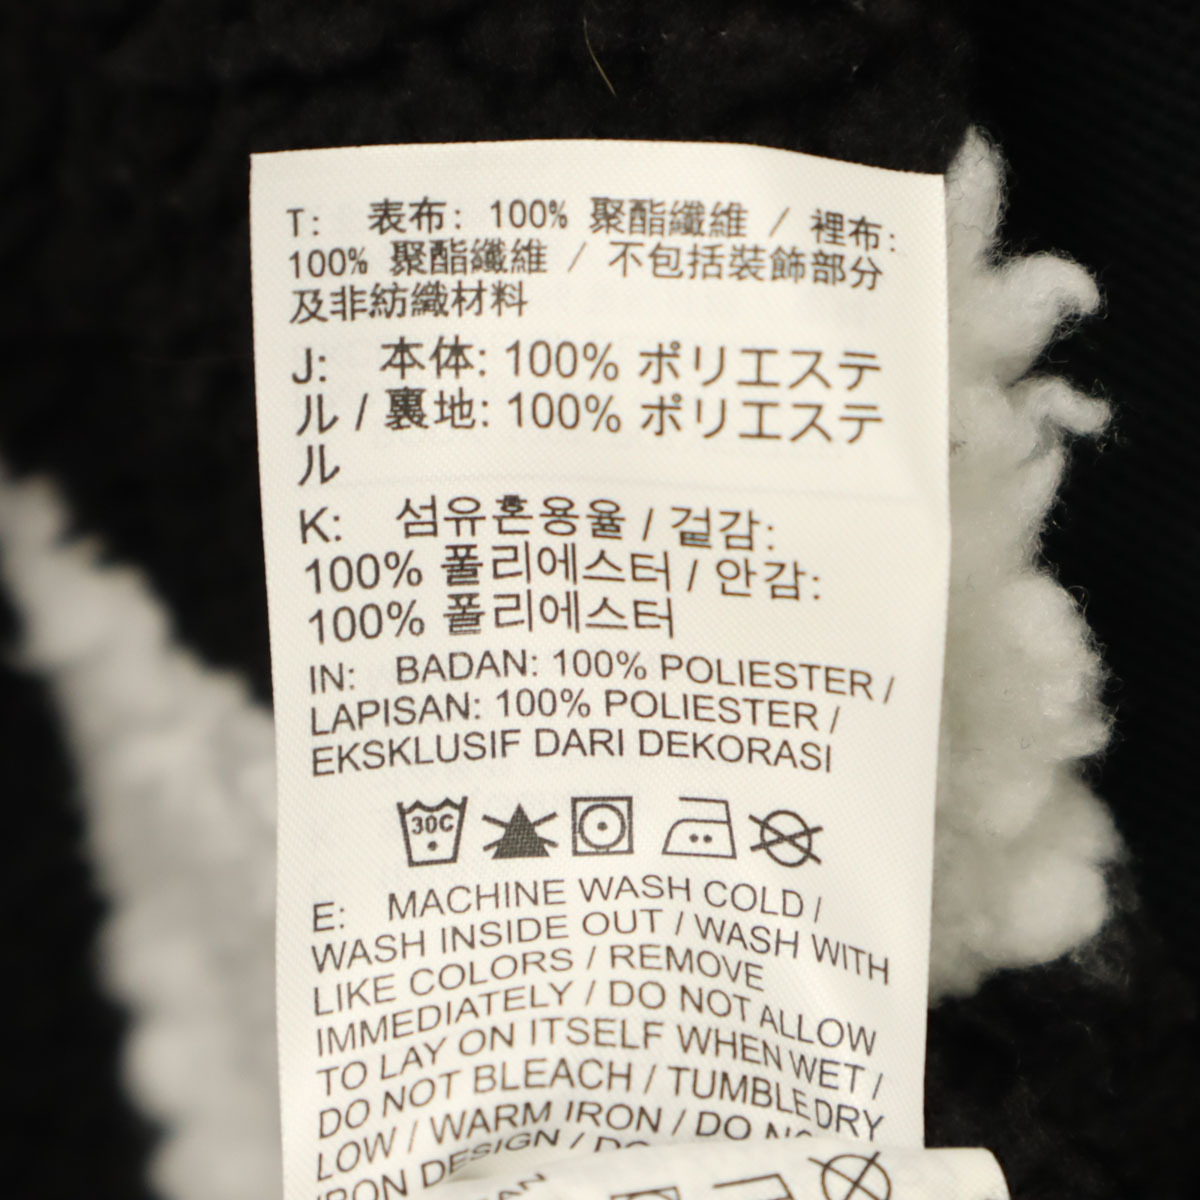 T: 表布: 100% 聚酯纖維 / 裡布:
100% 聚酯纖維 / 不包括裝飾部分
及非紡織材料
J: 本体: 100% ポリエステ
ル / 裏地: 100% ポリエステ
ル
K: 섬유혼용율 / 겉감:
100% 폴리에스터 / 안감:
100% 폴리에스터
IN: BADAN: 100% POLIESTER /
LAPISAN: 100% POLIESTER /
EKSKLUSIF DARI DEKORASI
30C
E: MACHINE WASH COLD /
WASH INSIDE OUT / WASH WITH
LIKE COLORS / REMOVE
IMMEDIATELY / DO NOT ALLOW
TO LAY ON ITSELF WHEN WET /
DO NOT BLEACH / TUMBLE DRY
LOW / WARM IRON / DO NO
IRON DESIGN / DO